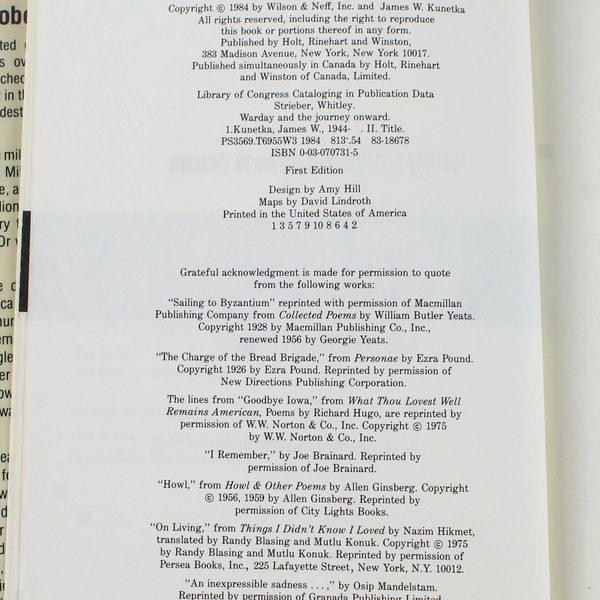 Copyright © 1984 by Wilson & Neff, Inc. and James W. Kunetka
All rights reserved, including the right to reproduce
this book or portions thereof in any form.
Published by Holt, Rinehart and Winston,
383 Madison Avenue, New York, New York 10017.
Published simultaneously in Canada by Holt, Rinehart
and Winston of Canada, Limited.
Library of Congress Cataloging in Publication Data
Strieber, Whitley.
Warday and the journey onward.
1.Kunetka, James W., 1944- . II. Title.
PS3569.T6955W3 1984 813'.54 83-18678
ISBN 0-03-070731-5
First Edition
Design by Amy Hill
Maps by David Lindroth
Printed in the United States of America
1 3 5 7 9 10 8 6 4 2
Grateful acknowledgment is made for permission to quote
from the following works:
“Sailing to Byzantium” reprinted with permission of Macmillan
Publishing Company from Collected Poems by William Butler Yeats.
Copyright 1928 by Macmillan Publishing Co., Inc.,
renewed 1956 by Georgie Yeats.
“The Charge of the Bread Brigade,” from Personae by Ezra Pound.
Copyright 1926 by Ezra Pound. Reprinted by permission of
New Directions Publishing Corporation.
The lines from “Goodbye Iowa,” from What Thou Lovest Well
Remains American, Poems by Richard Hugo, are reprinted by
permission of W.W. Norton & Co., Inc. Copyright © 1975
by W.W. Norton & Co., Inc.
“I Remember,” by Joe Brainard. Reprinted by
permission of Joe Brainard.
“Howl,” from Howl & Other Poems by Allen Ginsberg. Copyright
© 1956, 1959 by Allen Ginsberg. Reprinted by
permission of City Lights Books.
“On Living,” from Things I Didn't Know I Loved by Nazim Hikmet,
translated by Randy Blasing and Mutlu Konuk. Copyright © 1975
by Randy Blasing and Mutlu Konuk. Reprinted by permission of
Persea Books, Inc., 225 Lafayette Street, New York, N.Y. 10012.
“An inexpressible sadness . . . ,” by Osip Mandelstam.
Reprinted by permission of Granada Publishing Limited